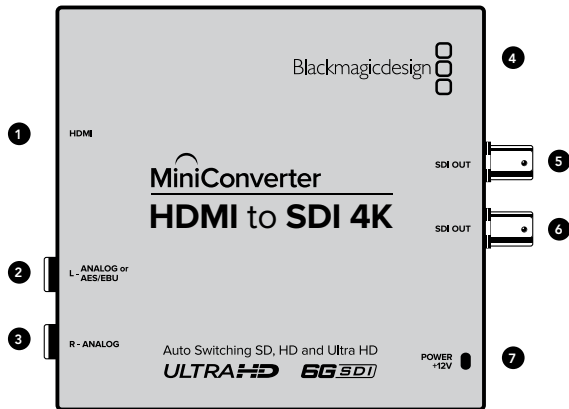 Blackmagicdesign
4
1
HDMI
MiniConverter
HDMI to SDI 4K
SDI OUT
5
SDI OUT
6
2
L - ANALOG or
AES/EBU
3
R - ANALOG
Auto Switching SD, HD and Ultra HD
ULTRAHD 6G SDI
POWER
+12V
7